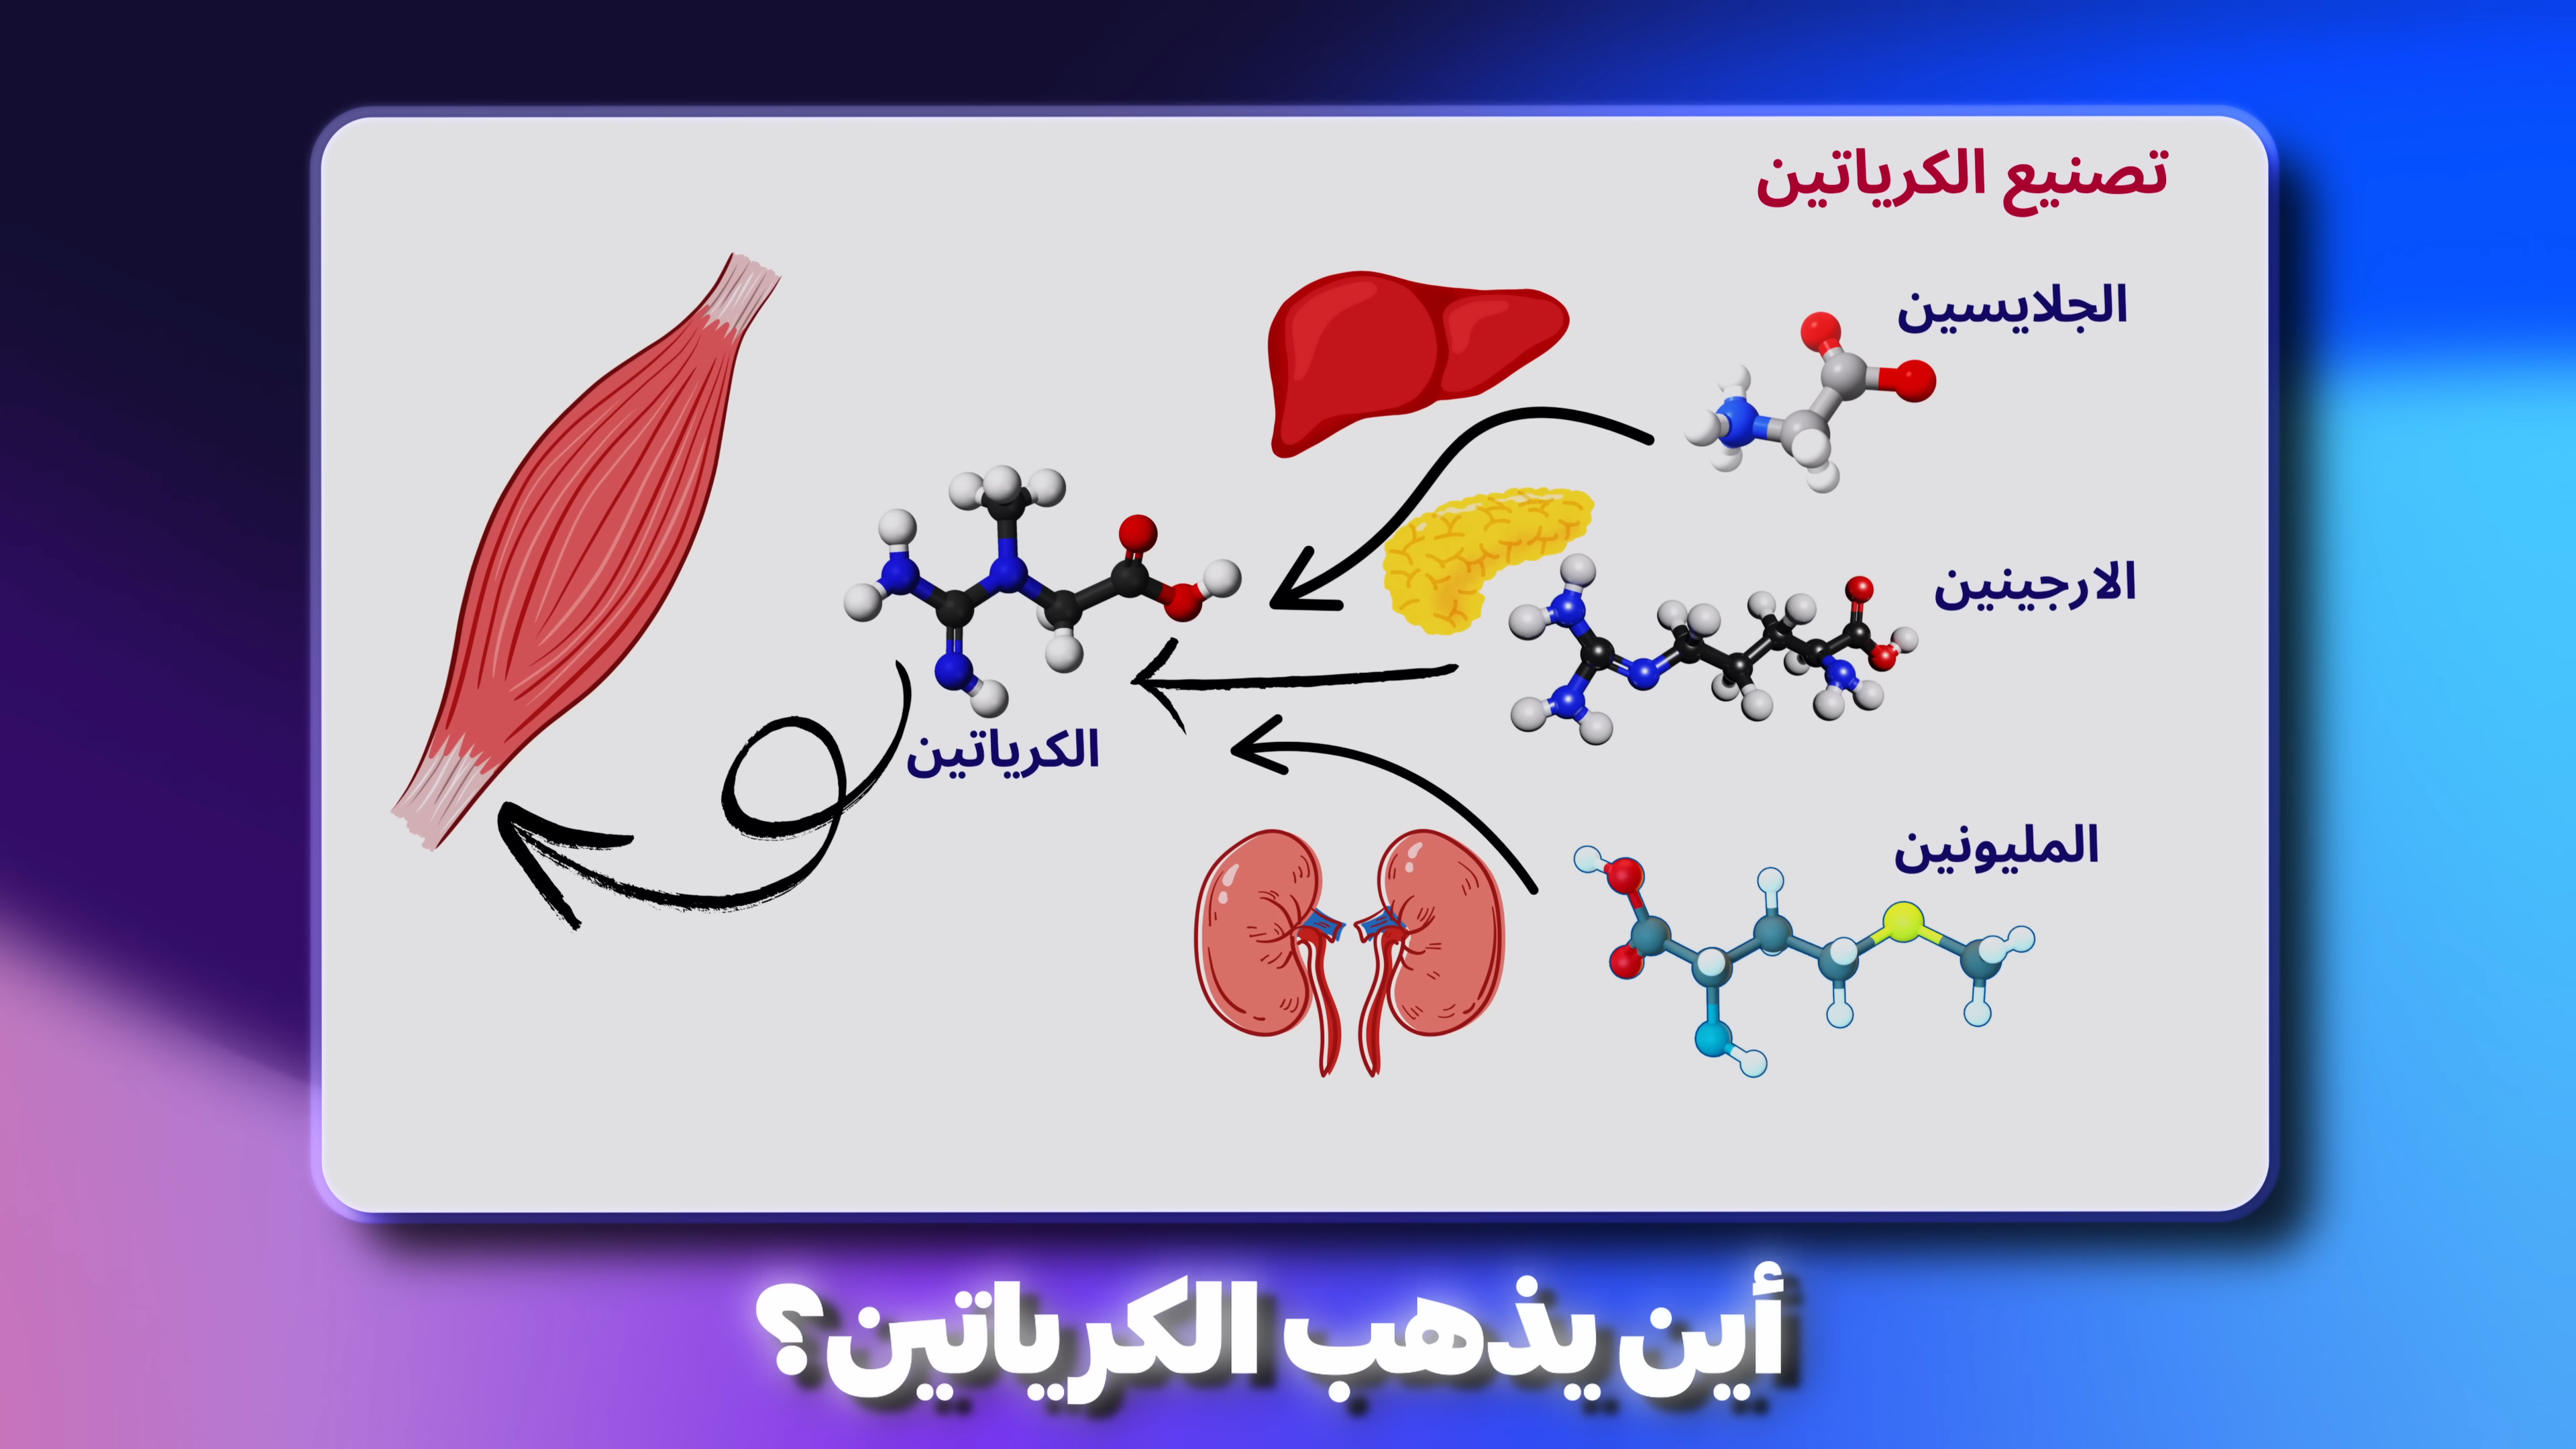 تصنيع الكرياتين
الجلايسين
الارجينين
الكرياتين
المليونين
أين يذهب الكرياتين؟